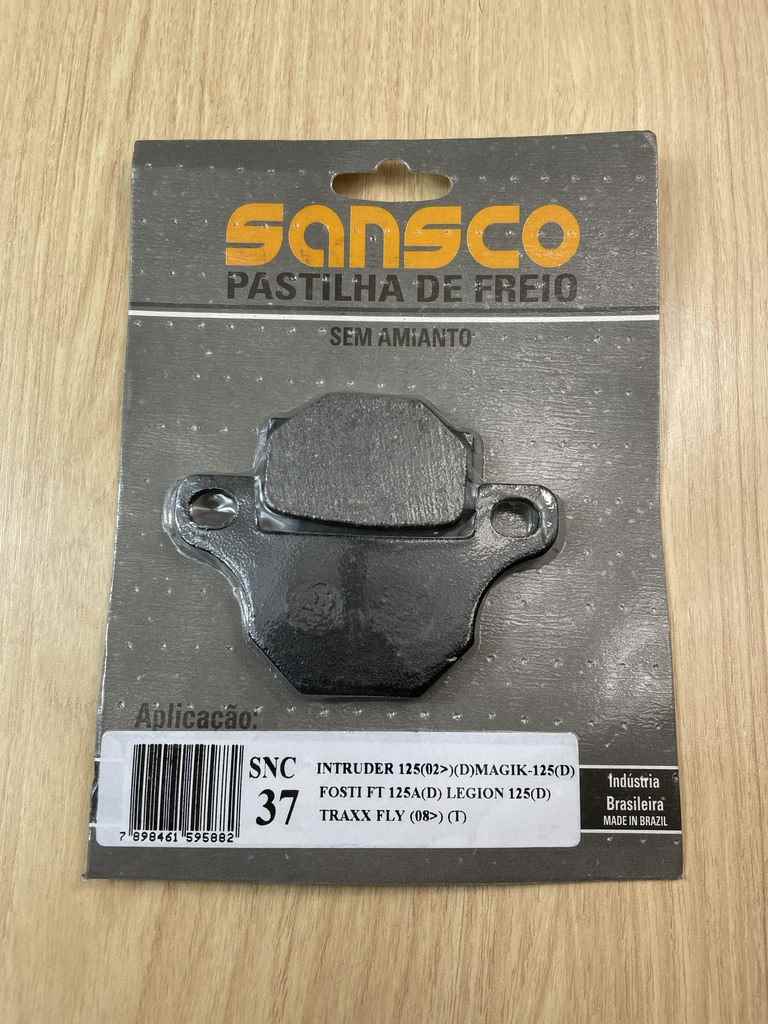 SANSCO
PASTILHA DE FREIO
SEM AMIANTO
Aplicação:
SNC
37
INTRUDER 125(02>)(D)MAGIK-125(D)
FOSTI FT 125A(D) LEGION 125(D)
TRAXX FLY (08>) (T)
7 898461 595882
Indústria
Brasileira
MADE IN BRAZIL